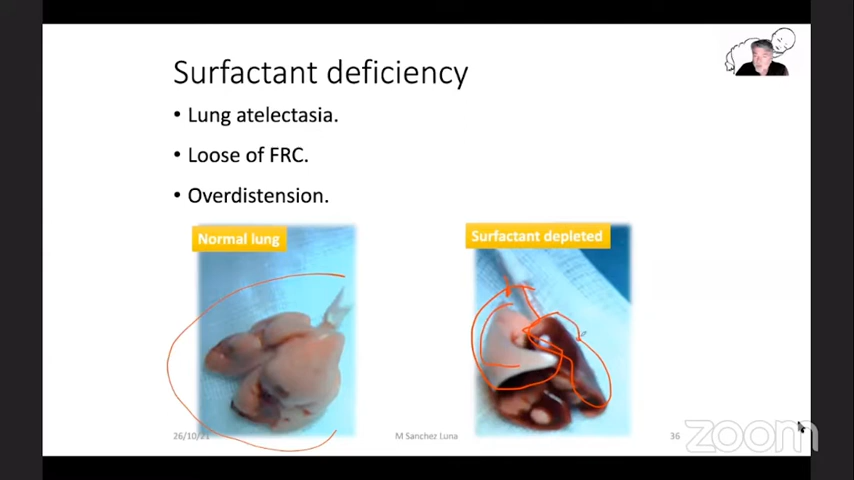 Surfactant deficiency
• Lung atelectasia.
• Loose of FRC.
• Overdistension.
Normal lung
Surfactant depleted
26/10/21
M Sanchez Luna
36
zoom